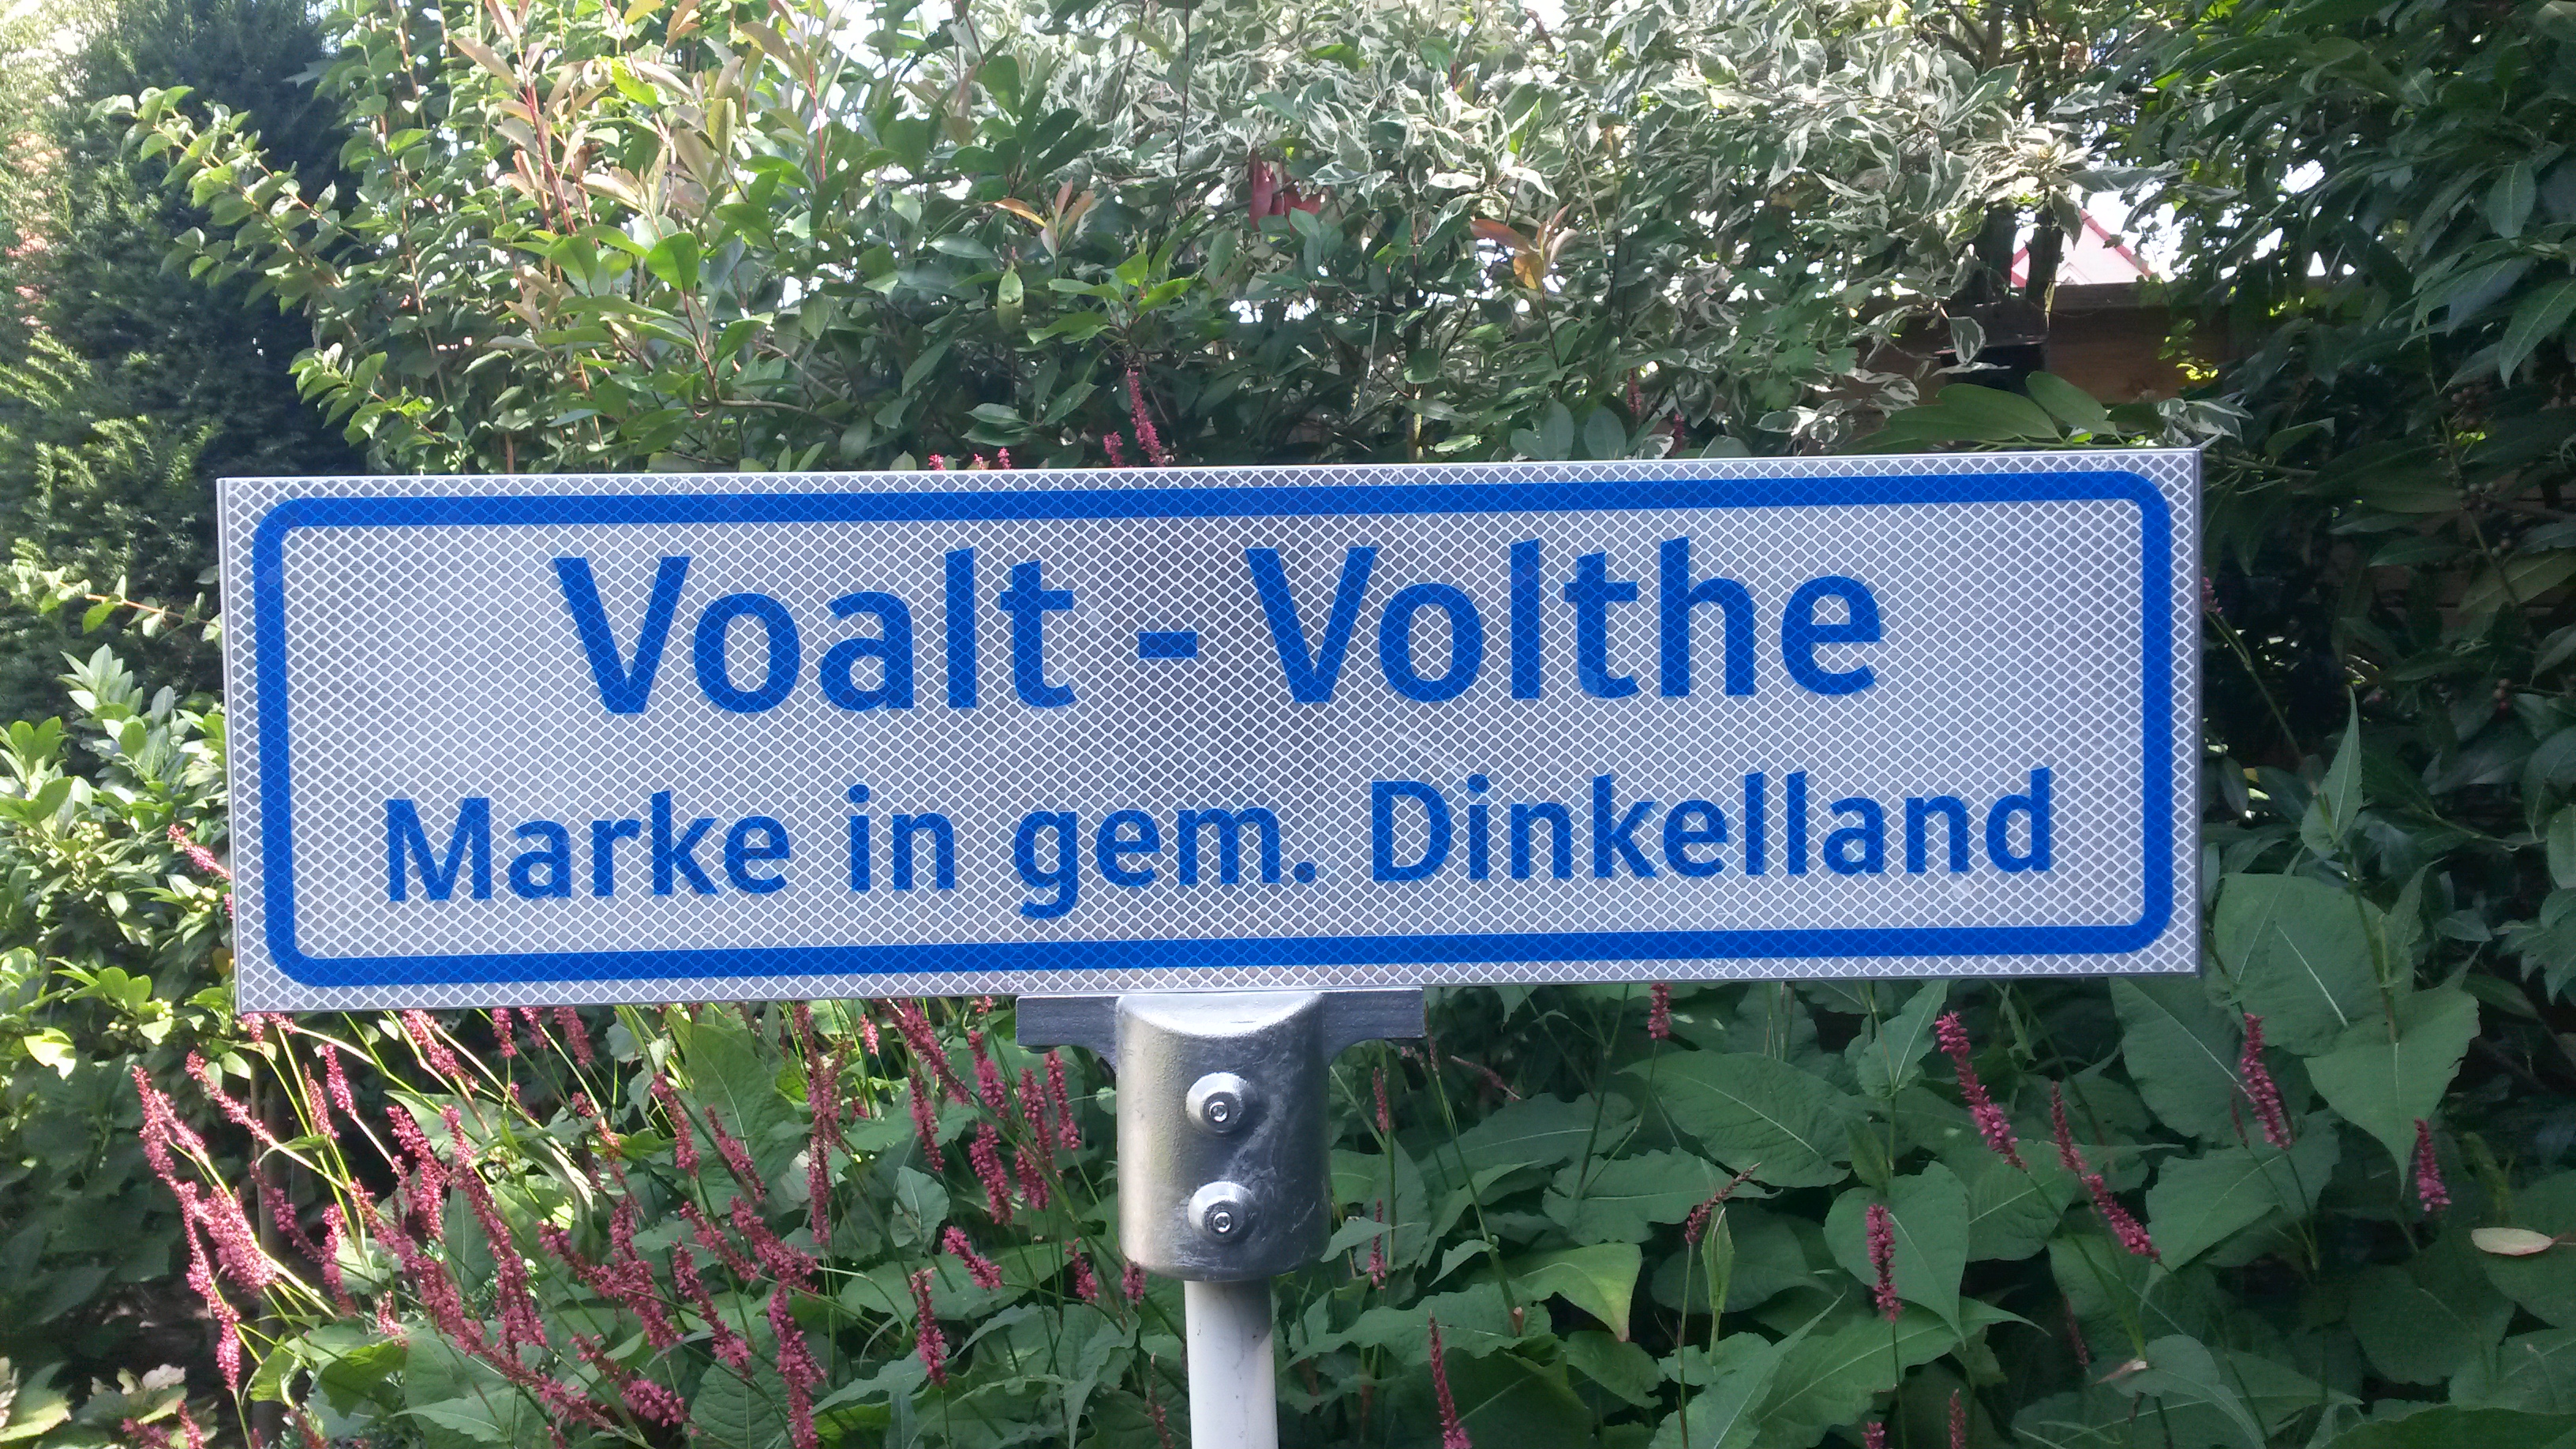 Voalt - Volthe
Marke in gem. Dinkelland